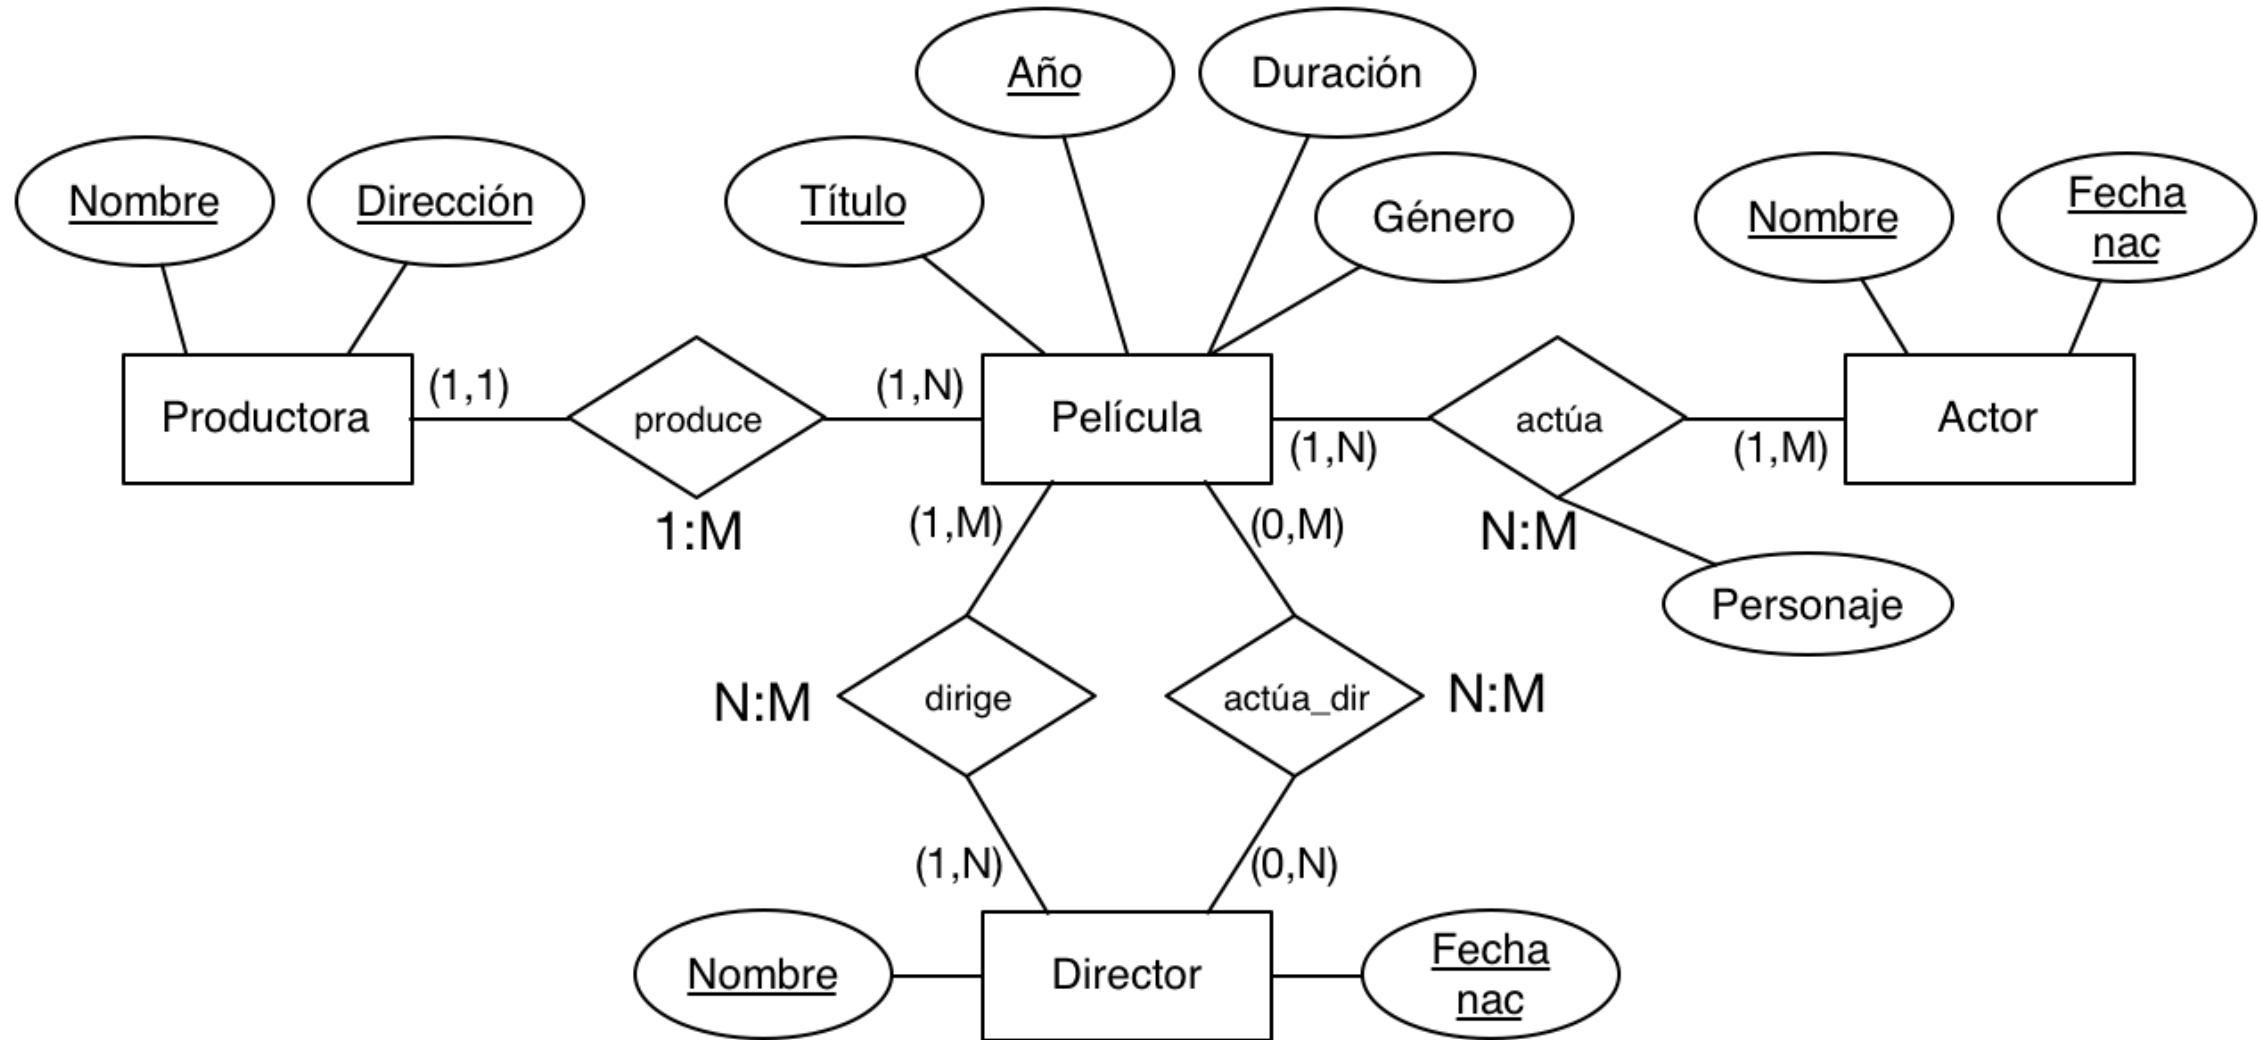 Año
Duración
Nombre
Dirección
Título
Género
Nombre
Fecha
nac
Productora
(1,1)
produce
(1,N)
Película
(1,N)
actúa
(1,M)
Actor
1:M
(1,M)
(0,M)
N:M
Personaje
N:M
dirige
actúa_dir
N:M
(1,N)
(0,N)
Nombre
Director
Fecha
nac